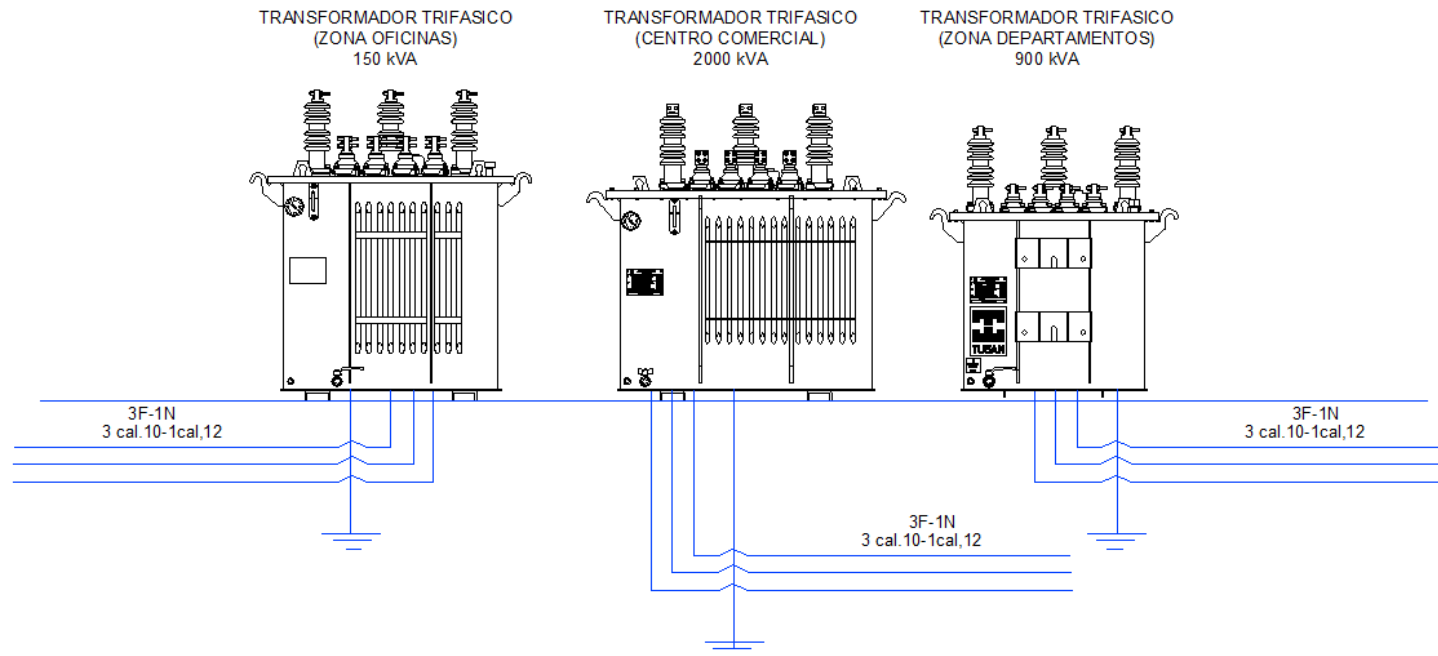 TRANSFORMADOR TRIFASICO
(ZONA OFICINAS)
150 kVA
TRANSFORMADOR TRIFASICO
(CENTRO COMERCIAL)
2000 kVA
TRANSFORMADOR TRIFASICO
(ZONA DEPARTAMENTOS)
900 kVA
TUSAN
3F-1N
3 cal.10-1cal,12
3F-1N
3 cal.10-1cal,12
3F-1N
3 cal.10-1cal,12